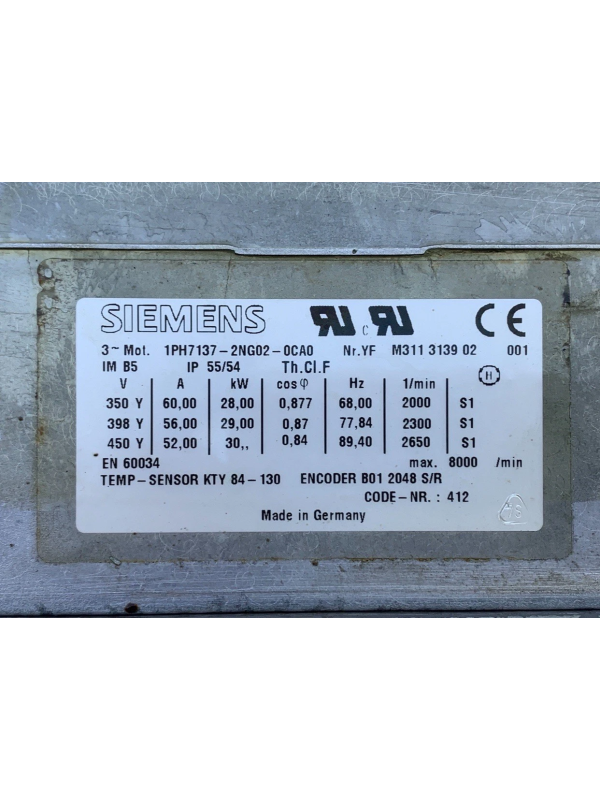 SIEMENS
3~ Mot. 1PH7137-2NG02-0CA0 Nr.YF M311 3139 02 001
IM B5 IP 55/54 Th.Cl.F H
V A kW cosφ Hz 1/min
350 Y 60,00 28,00 0,877 68,00 2000 S1
398 Y 56,00 29,00 0,87 77,84 2300 S1
450 Y 52,00 30,, 0,84 89,40 2650 S1
EN 60034 max. 8000 /min
TEMP-SENSOR KTY 84-130 ENCODER B01 2048 S/R
CODE-NR. : 412
Made in Germany